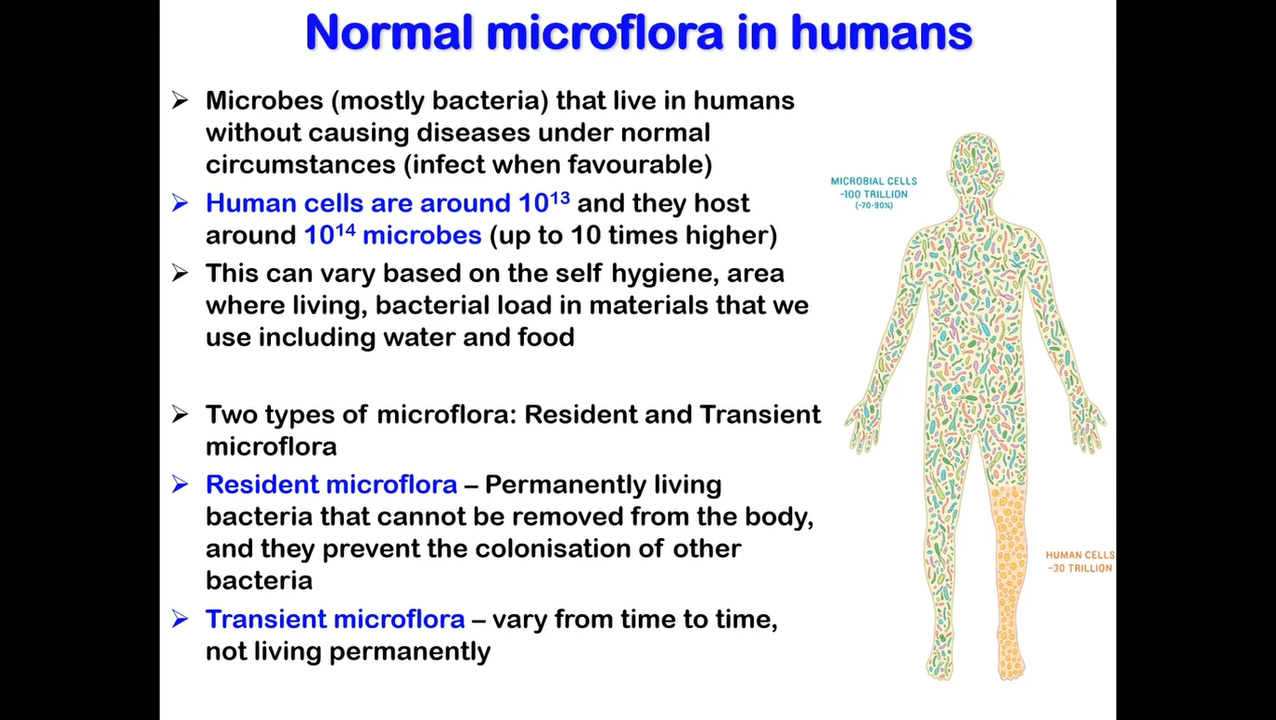 Normal microflora in humans
➢ Microbes (mostly bacteria) that live in humans
without causing diseases under normal
circumstances (infect when favourable)
➢ Human cells are around 10¹³ and they host
around 10¹⁴ microbes (up to 10 times higher)
➢ This can vary based on the self hygiene, area
where living, bacterial load in materials that we
use including water and food
➢ Two types of microflora: Resident and Transient
microflora
➢ Resident microflora – Permanently living
bacteria that cannot be removed from the body,
and they prevent the colonisation of other
bacteria
➢ Transient microflora – vary from time to time,
not living permanently
MICROBIAL CELLS
~100 TRILLION
(~70-90%)
HUMAN CELLS
~30 TRILLION